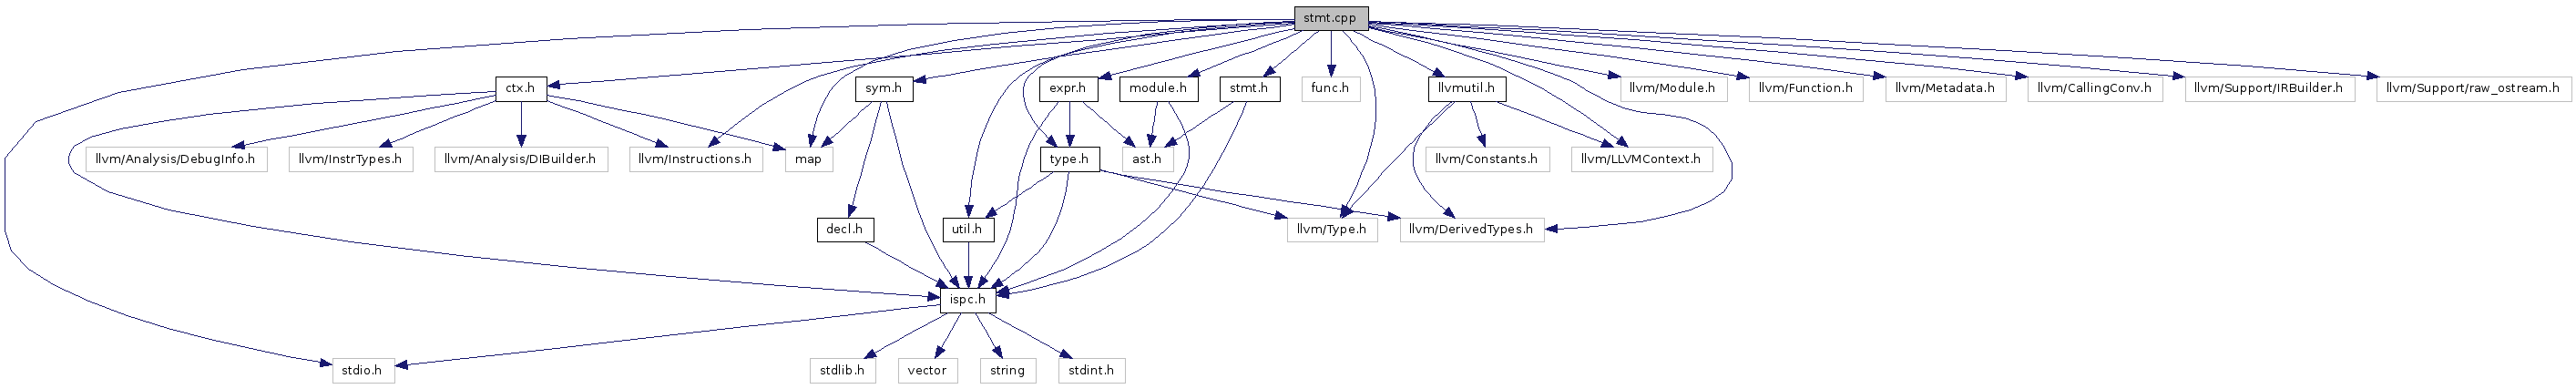 stmt.cpp
ctx.h
sym.h
expr.h
module.h
stmt.h
func.h
llvmutil.h
llvm/Module.h
llvm/Function.h
llvm/Metadata.h
llvm/CallingConv.h
llvm/Support/IRBuilder.h
llvm/Support/raw_ostream.h
llvm/Analysis/DebugInfo.h
llvm/InstrTypes.h
llvm/Analysis/DIBuilder.h
llvm/Instructions.h
map
type.h
ast.h
llvm/Constants.h
llvm/LLVMContext.h
decl.h
util.h
llvm/Type.h
llvm/DerivedTypes.h
ispc.h
stdio.h
stdlib.h
vector
string
stdint.h